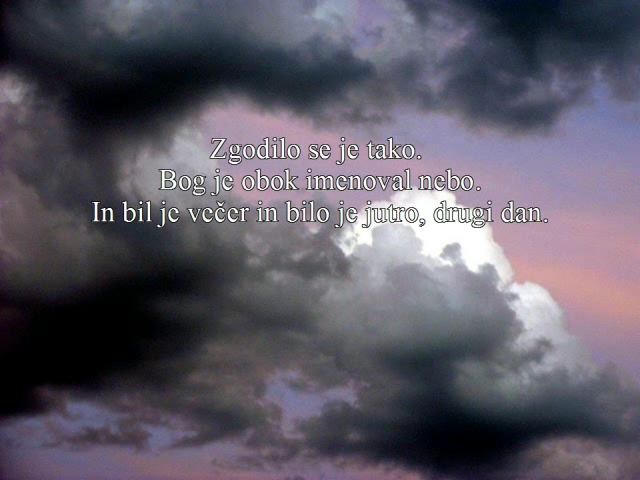 Zgodilo se je tako.
Bog je obok imenoval nebo.
In bil je večer in bilo je jutro, drugi dan.